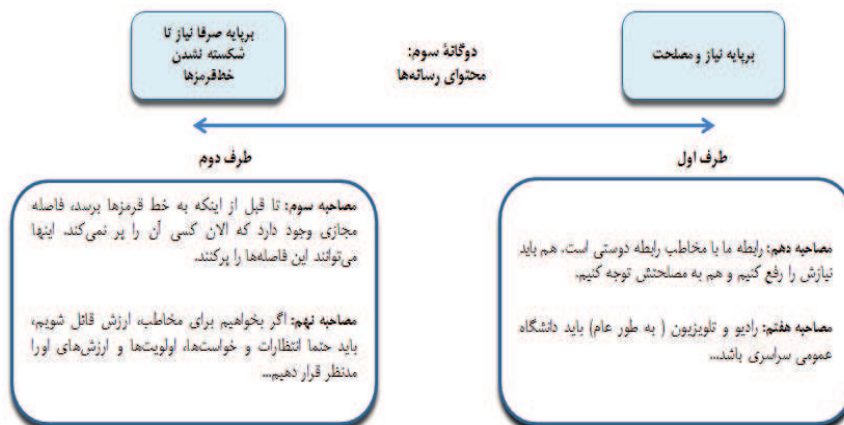 برپایه نیاز و مصلحت
دوگانۀ سوم:
محتوای رسانه‌ها
برپایه صرفا نیاز تا
شکسته نشدن
خط‌قرمزها
طرف اول
طرف دوم
مصاحبه دهم: رابطه ما با مخاطب رابطه دوستی است. هم باید
نیازش را رفع کنیم و هم به مصلحتش توجه کنیم.
مصاحبه هفتم: رادیو و تلویزیون ( به طور عام) باید دانشگاه
عمومی سراسری باشد...
مصاحبه سوم: تا قبل از اینکه به خط قرمزها برسد، فاصله
مجازی وجود دارد که الان کسی آن را پر نمی‌کند. اینها
می‌توانند این فاصله‌ها را پرکنند.
مصاحبه نهم: اگر بخواهیم برای مخاطب، ارزش قائل شویم،
باید حتما انتظارات و خواست‌ها، اولویت‌ها و ارزش‌های اورا
مدنظر قرار دهیم...